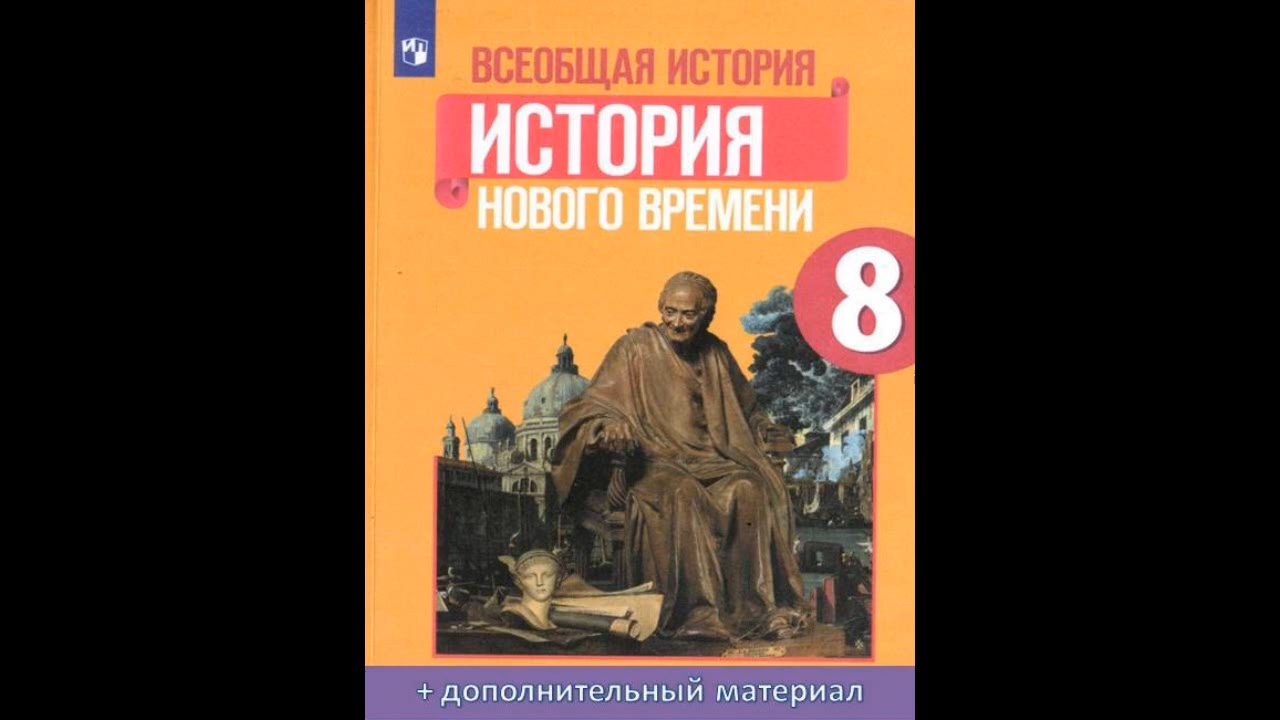 ВСЕОБЩАЯ ИСТОРИЯ
ИСТОРИЯ
НОВОГО ВРЕМЕНИ
8
+ дополнительный материал